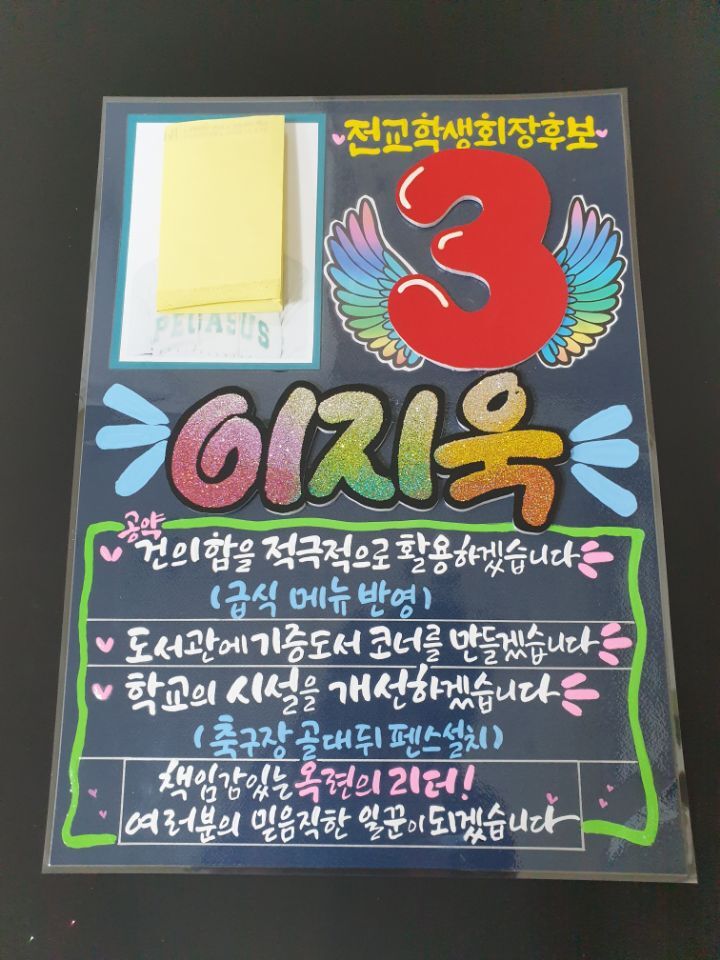 전교학생회장후보
3
PEGASUS
이지욱
공약
건의함을 적극적으로 활용하겠습니다
(급식 메뉴 반영)
도서관에 기증도서 코너를 만들겠습니다
학교의 시설을 개선하겠습니다
(축구장 골대 뒤 펜스설치)
책임감있는 옥련의 리더!
여러분의 믿음직한 일꾼이 되겠습니다